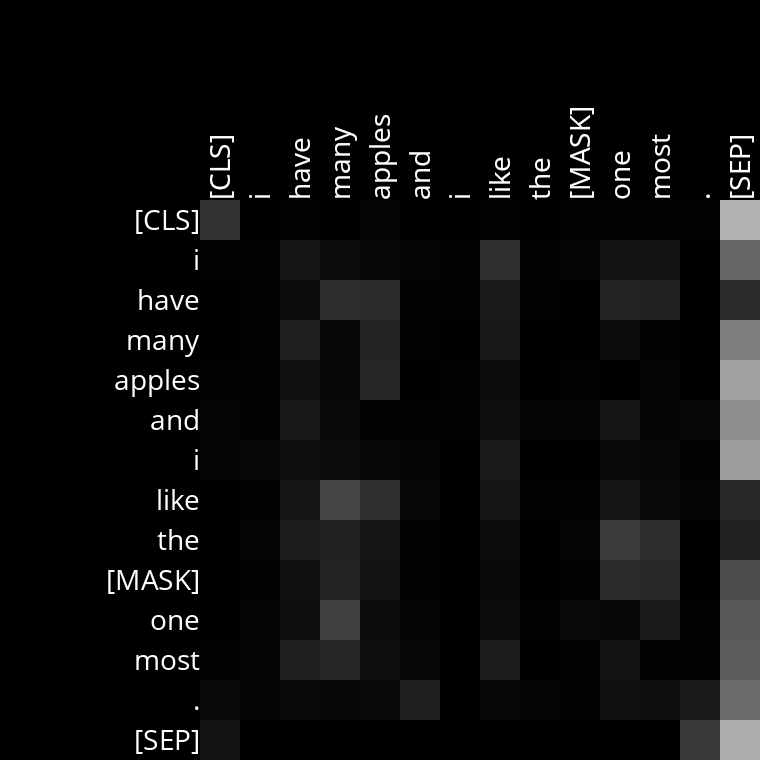 [CLS] i have many apples and i like the [MASK] one most . [SEP]
[CLS]
i
have
many
apples
and
i
like
the
[MASK]
one
most
.
[SEP]